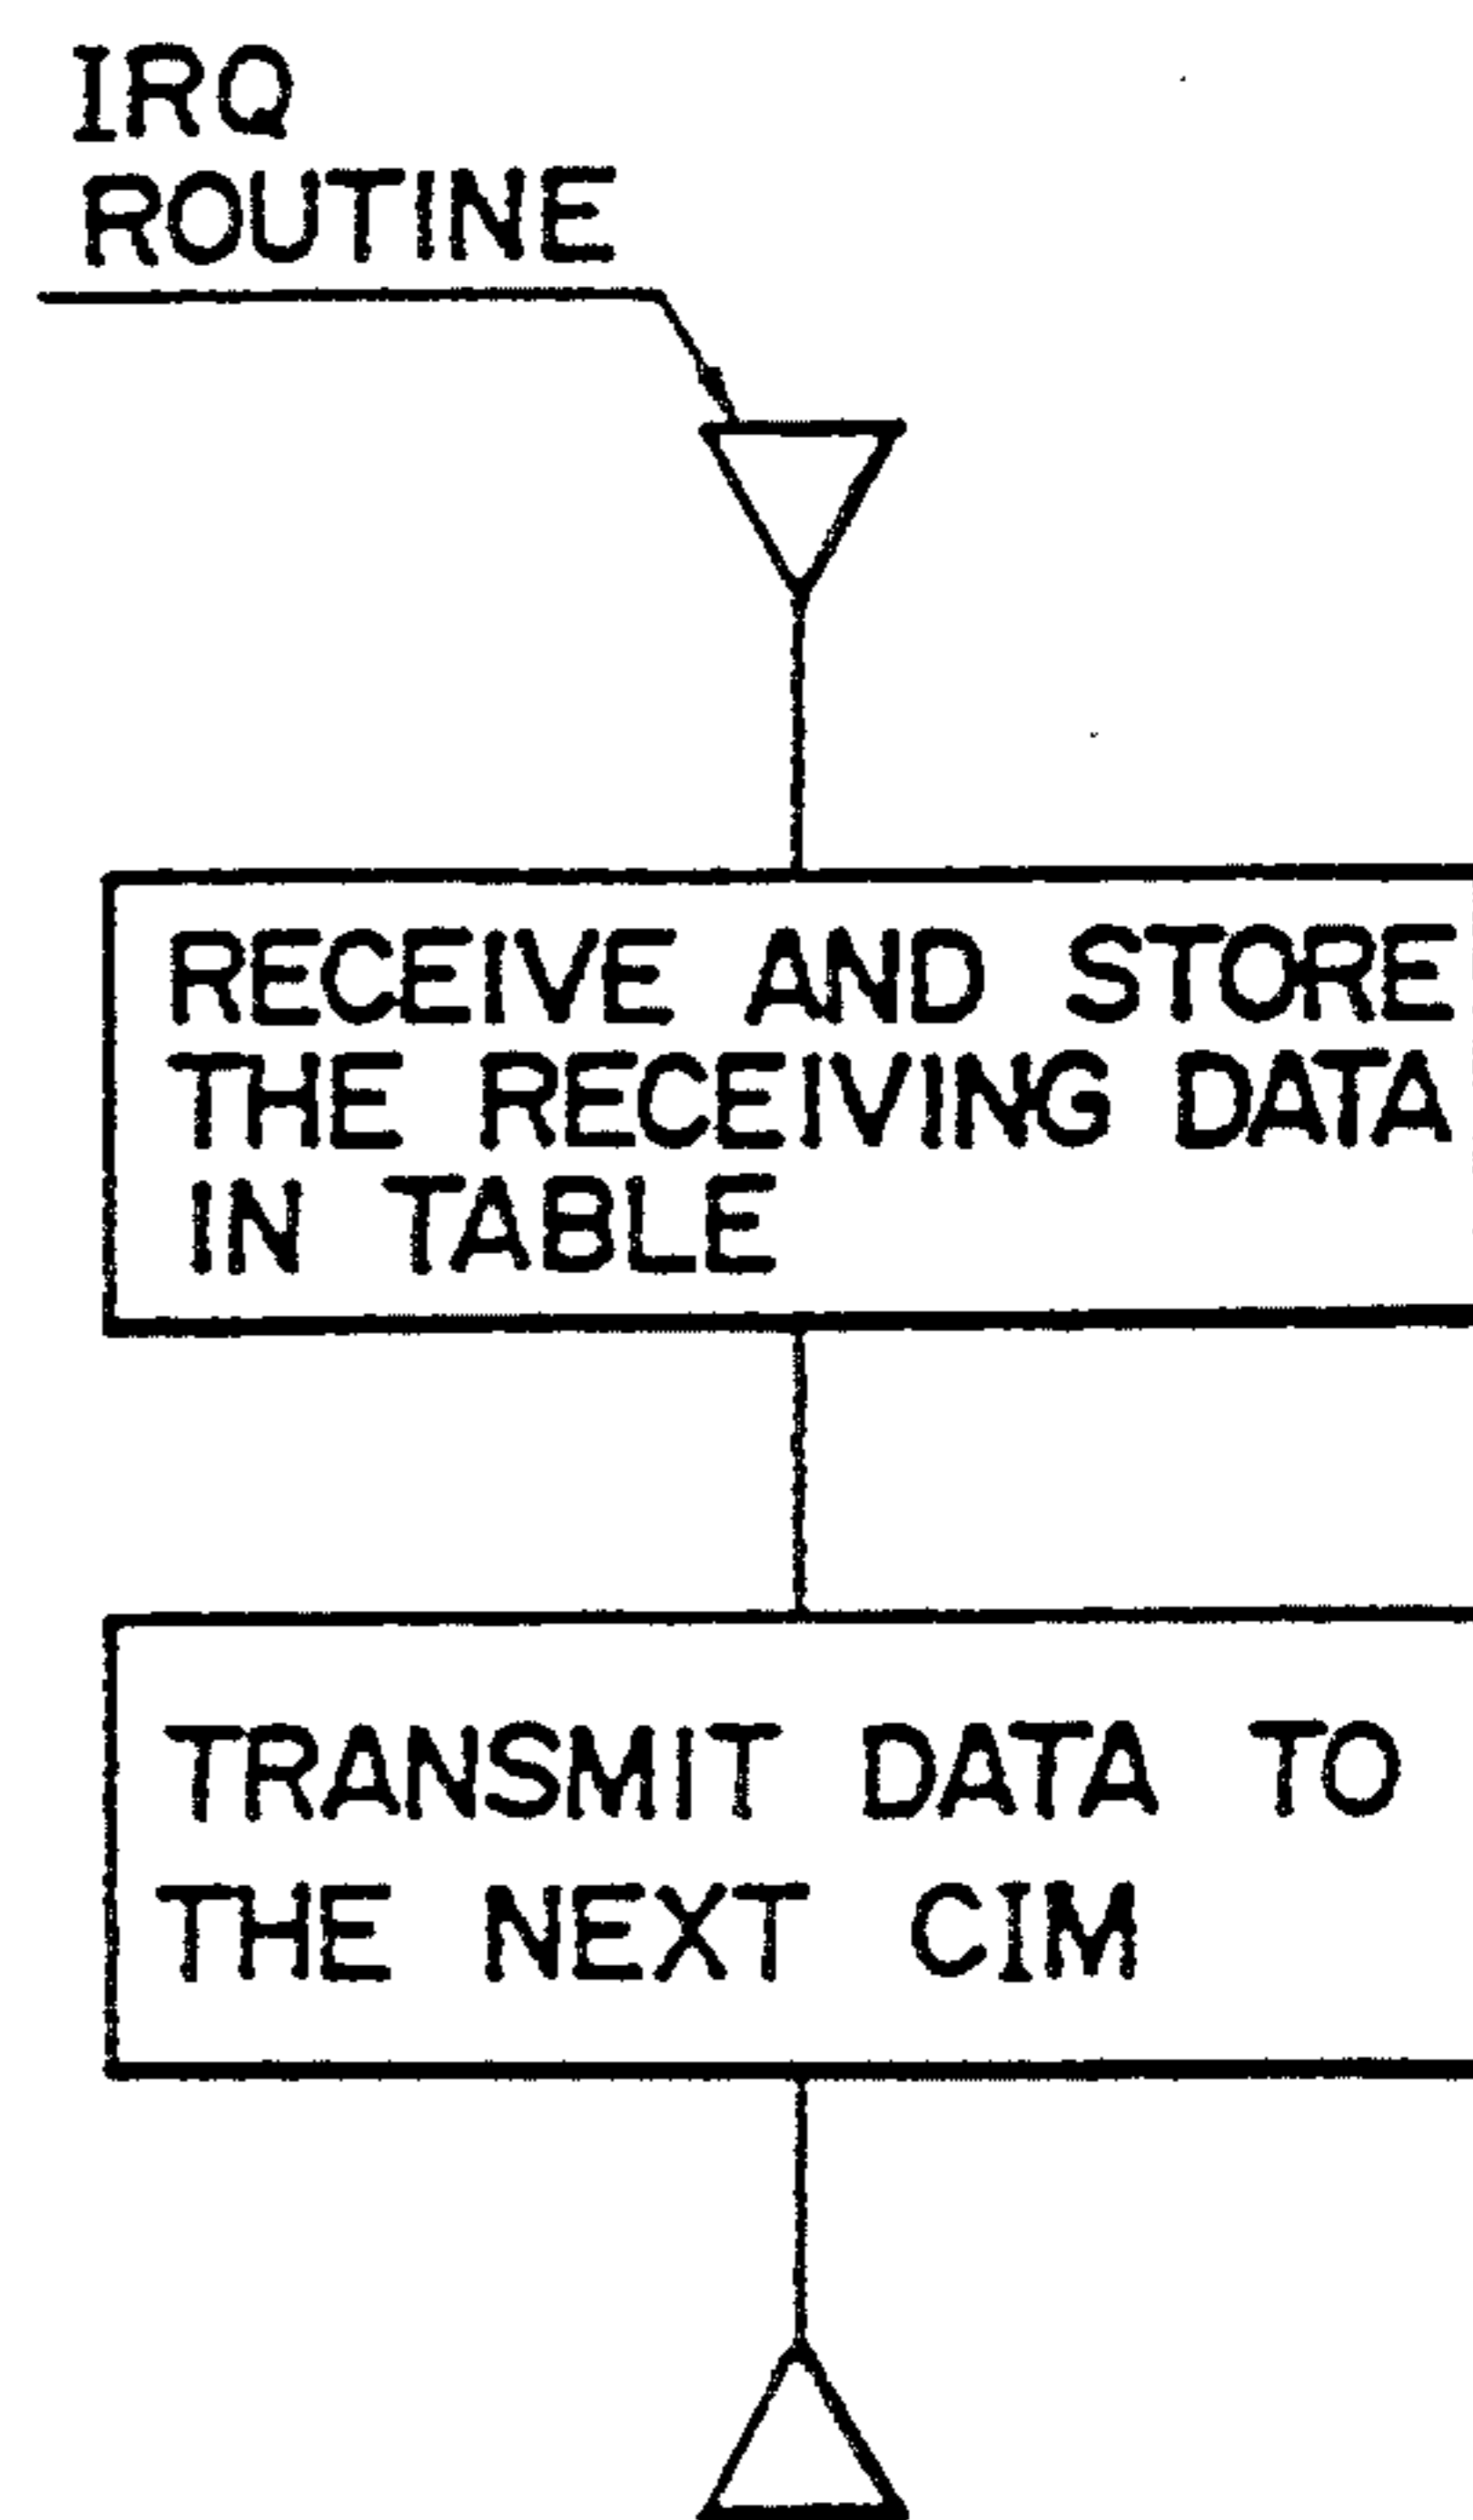 IRQ
ROUTINE
RECEIVE AND STORE
THE RECEIVING DATA
IN TABLE
TRANSMIT DATA TO
THE NEXT CIM